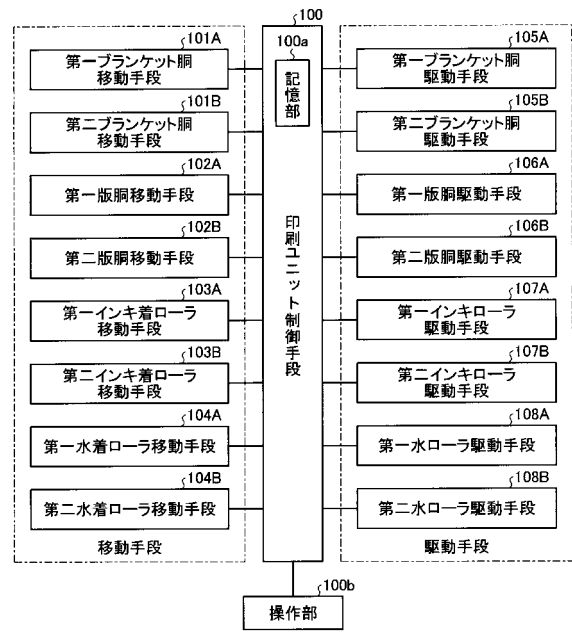 100
101A
第一ブランケット胴
移動手段
101B
第二ブランケット胴
移動手段
102A
第一版胴移動手段
102B
第二版胴移動手段
103A
第一インキ着ローラ
移動手段
103B
第二インキ着ローラ
移動手段
104A
第一水着ローラ移動手段
104B
第二水着ローラ移動手段
移動手段
100a
記憶部
印刷ユニット制御手段
105A
第一ブランケット胴
駆動手段
105B
第二ブランケット胴
駆動手段
106A
第一版胴駆動手段
106B
第二版胴駆動手段
107A
第一インキローラ
駆動手段
107B
第二インキローラ
駆動手段
108A
第一水ローラ駆動手段
108B
第二水ローラ駆動手段
駆動手段
100b
操作部